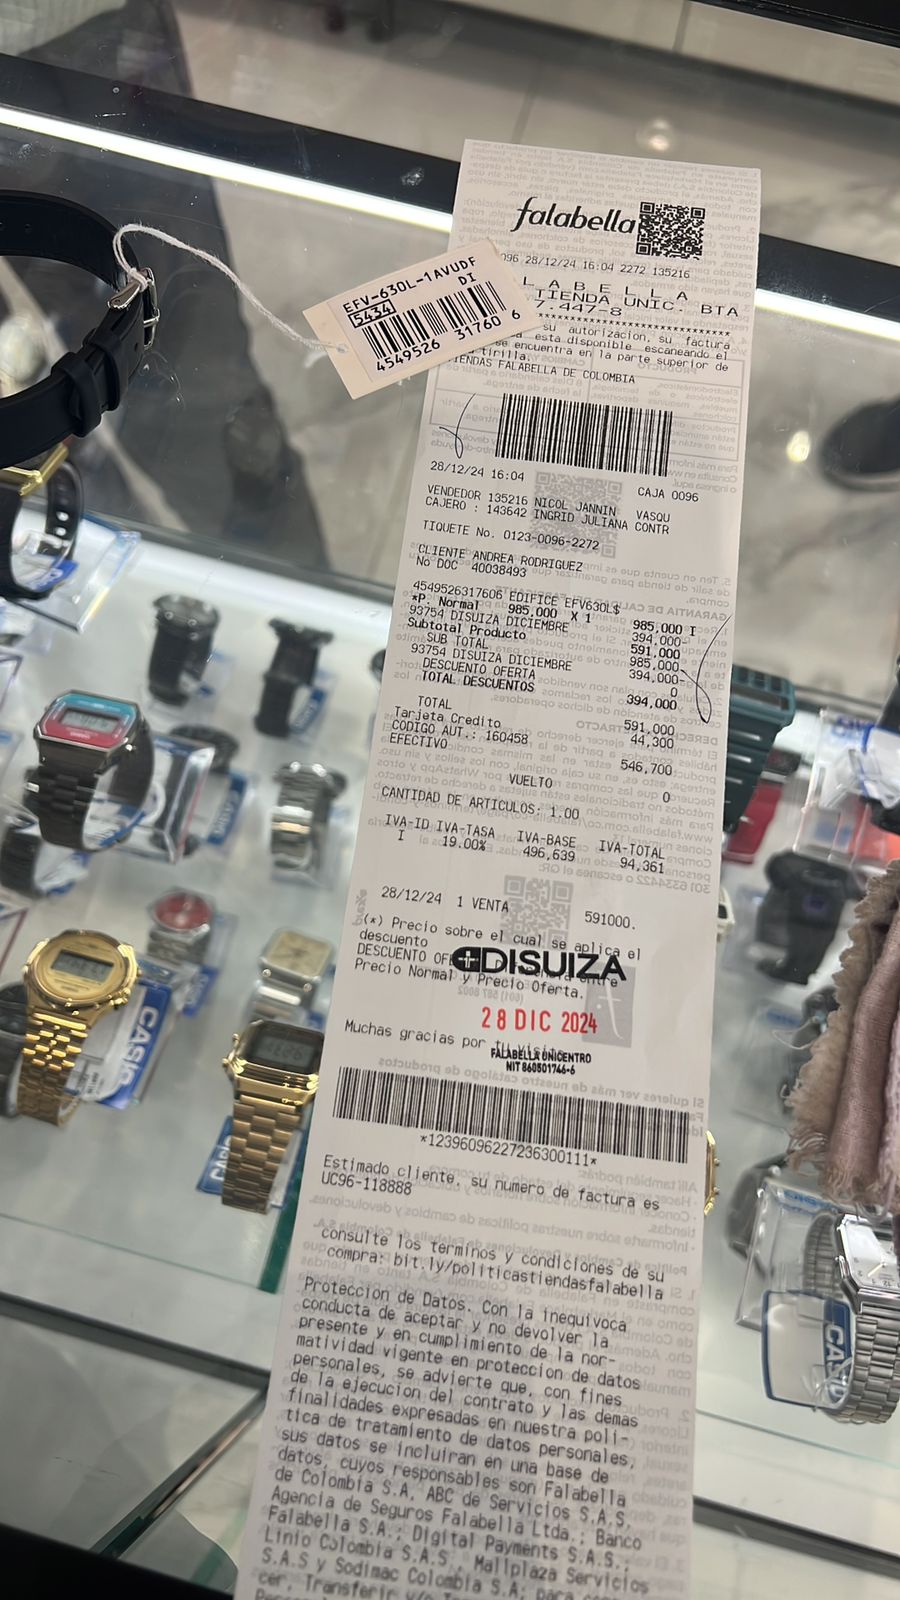 falabella
096 28/12/24 16:04 2272 135216
LABELLA
TIENDA UNIC. BTA
7.447-8
**********************
su autorizacion, su factura
esta disponible escaneando el
se encuentra en la parte superior de
tirilla.
TIENDAS FALABELLA DE COLOMBIA
EFV-630L-1AVUDF
5434 DI
4549526 31760 6
28/12/24 16:04 CAJA 0096
VENDEDOR 135216 NICOL JANNIN VASQU
CAJERO : 143642 INGRID JULIANA CONTR
TIQUETE No. 0123-0096-2272
CLIENTE ANDREA RODRIGUEZ
No DOC 40038493
4549526317606 EDIFICE EFV630L$
*P. Normal 985,000 X 1 985,000 I
93754 DISUIZA DICIEMBRE 394,000-
Subtotal Producto 591,000
SUB TOTAL 985,000
93754 DISUIZA DICIEMBRE 394,000-
DESCUENTO OFERTA 0
TOTAL DESCUENTOS 394,000
TOTAL 591,000
Tarjeta Credito 44,300
CODIGO AUT.: 160458
EFECTIVO 546,700
VUELTO 0
CANTIDAD DE ARTICULOS: 1.00
IVA-ID IVA-TASA IVA-BASE IVA-TOTAL
I 19.00% 496,639 94,361
28/12/24 1 VENTA 591000.
(*) Precio sobre el cual se aplica el
descuento
DESCUENTO entre
Precio Normal y Precio Oferta.
DISUIZA
28 DIC 2024
Muchas gracias por tu visita
FALABELLA UNICENTRO
NIT 860501746-6
*12396096227236300111*
Estimado cliente, su numero de factura es
UC96-118888
consulte los terminos y condiciones de su
compra: bit.ly/politicastiendasfalabella
Proteccion de Datos. Con la inequivoca
conducta de aceptar y no devolver la
presente y en cumplimiento de la nor-
matividad vigente en proteccion de datos
personales, se advierte que, con fines
de la ejecucion del contrato y las demas
finalidades expresadas en nuestra poli-
tica de tratamiento de datos personales,
sus datos se incluiran en una base de
datos, cuyos responsables son Falabella
de Colombia S.A, ABC de Servicios S.A.S,
Agencia de Seguros Falabella Ltda.; Banco
Falabella S.A.; Digital Payments S.A.S.;
Linio Colombia S.A.S.; Mallplaza Servicios
S.A.S y Sodimac Colombia S.A; para
cer, Transferir y/o
CASIO
CASIO